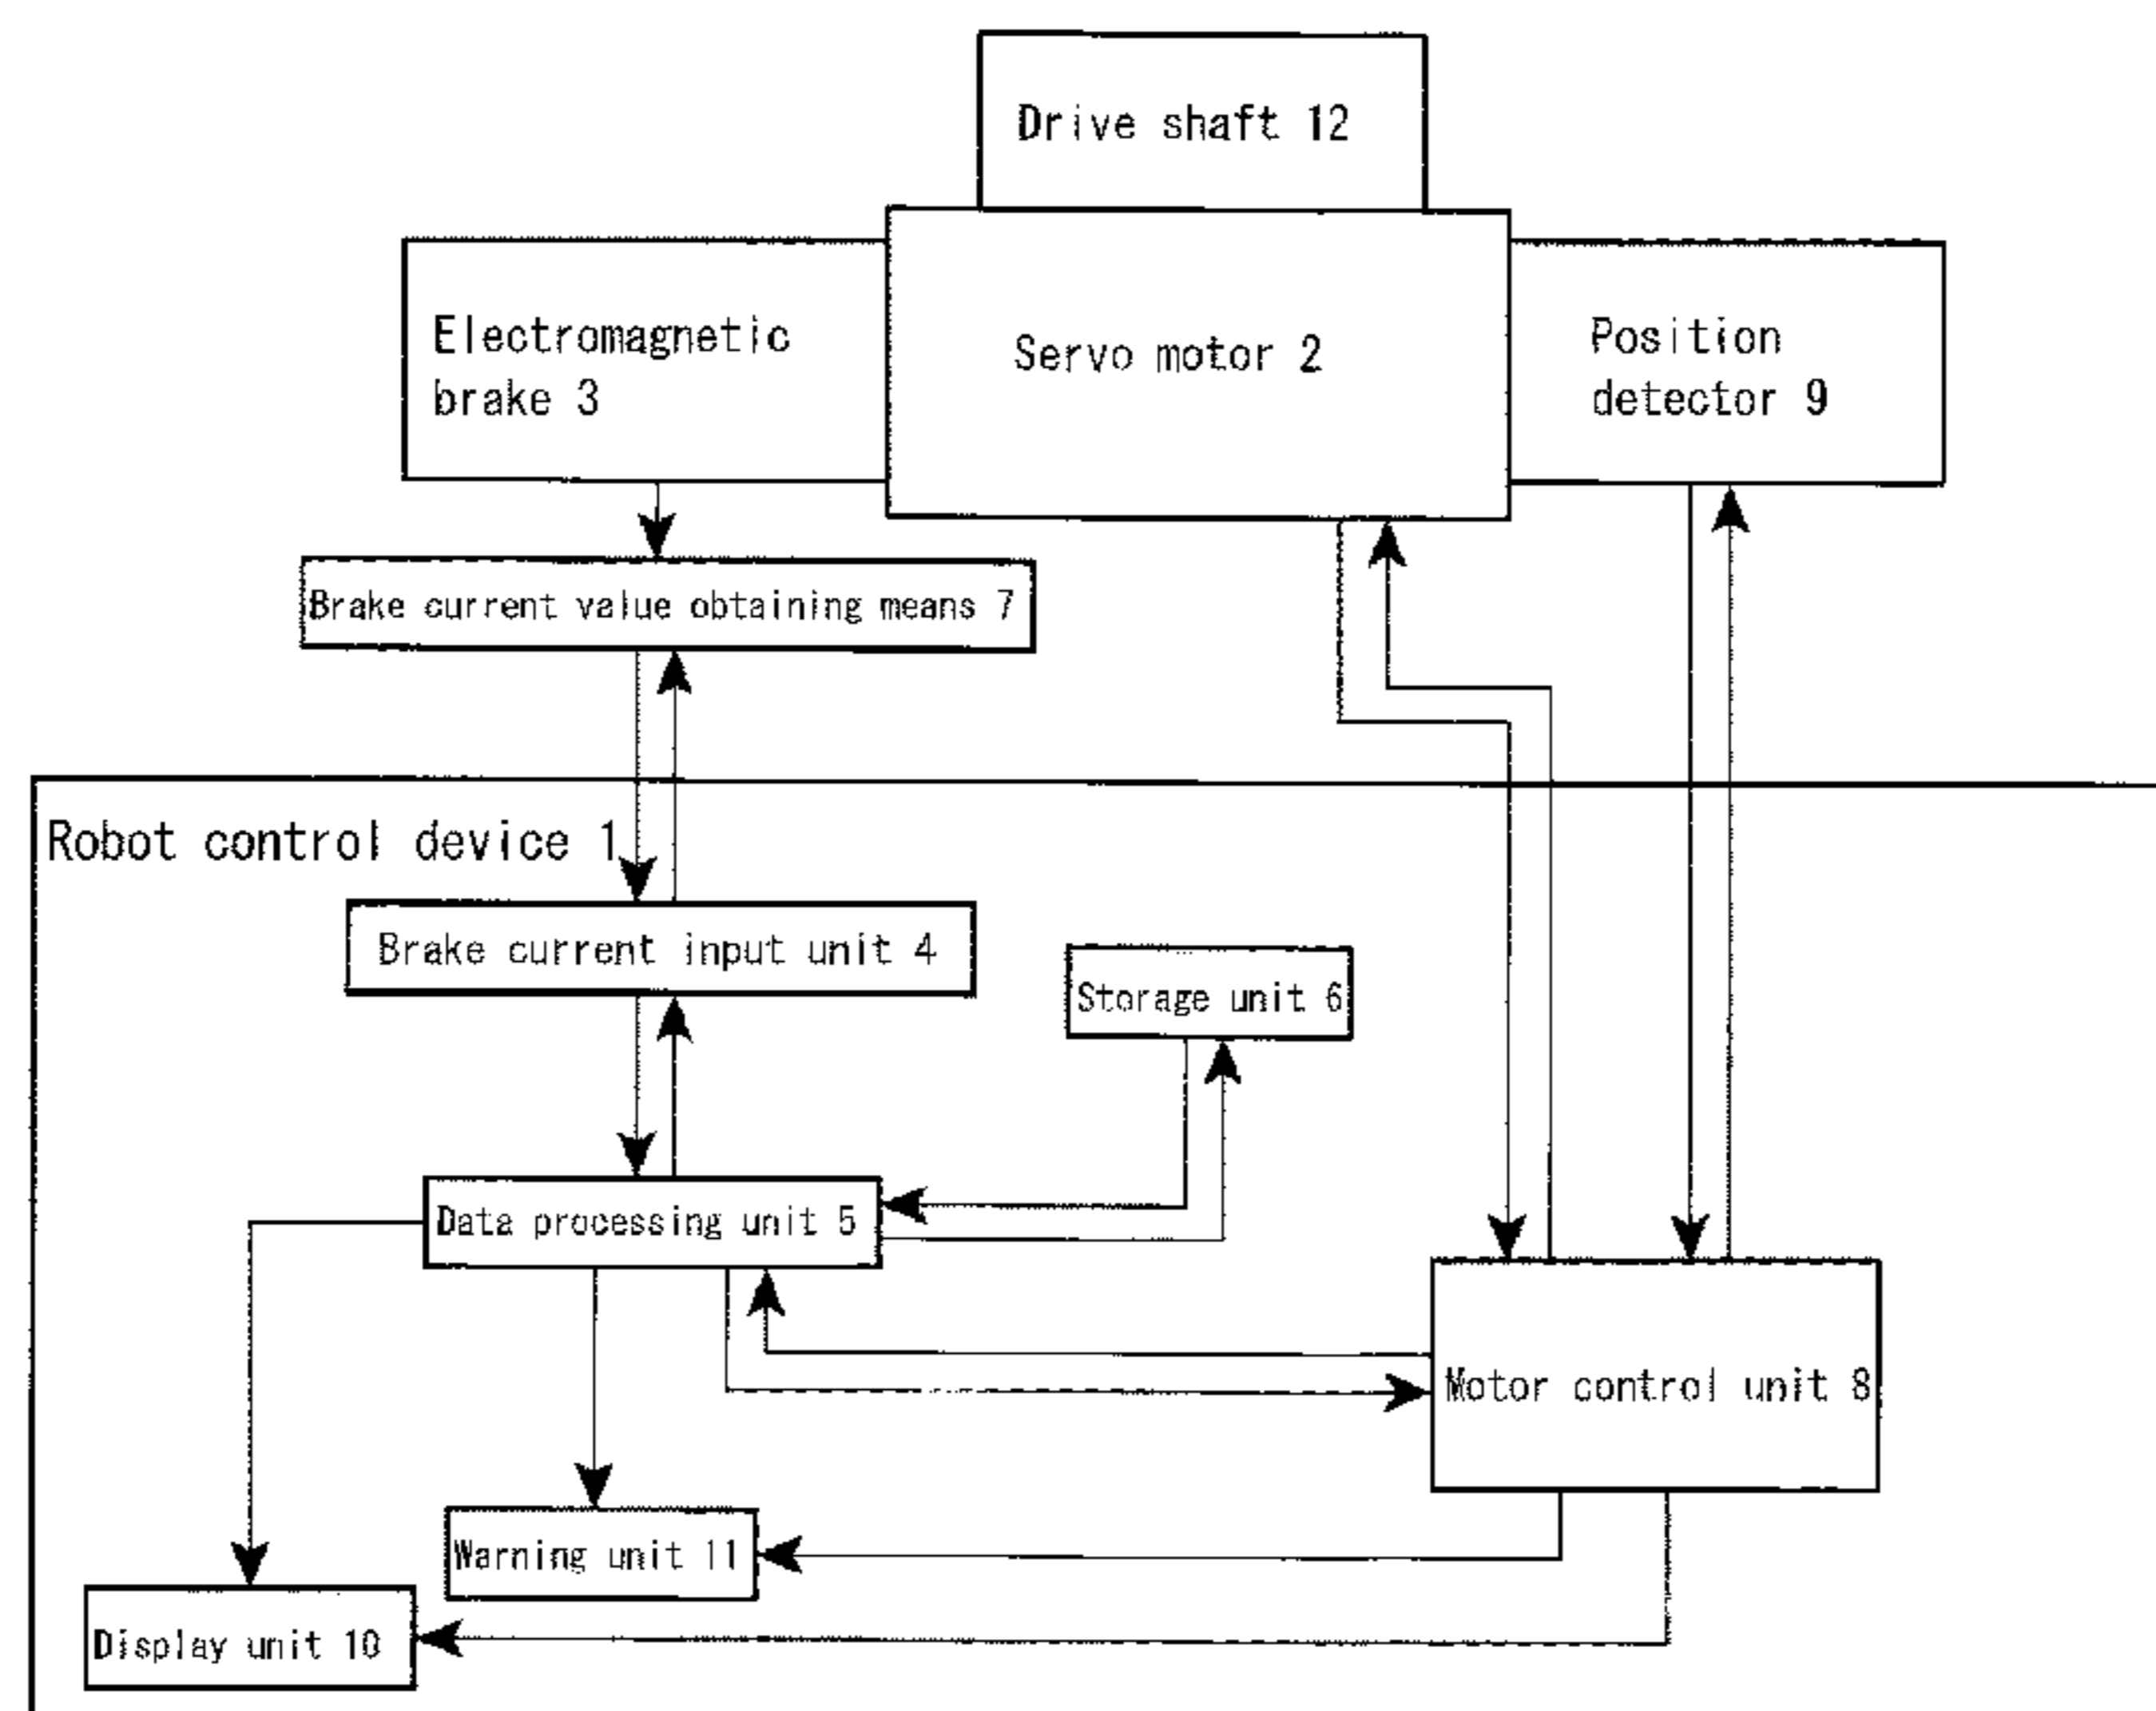 Drive shaft 12
Electromagnetic
brake 3
Servo motor 2
Position
detector 9
Brake current value obtaining means 7
Robot control device 1
Brake current input unit 4
Storage unit 6
Data processing unit 5
Motor control unit 8
Warning unit 11
Display unit 10